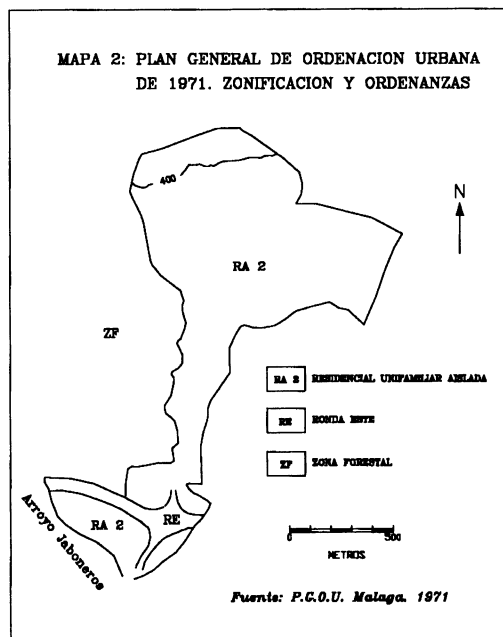 MAPA 2: PLAN GENERAL DE ORDENACION URBANA
DE 1971. ZONIFICACION Y ORDENANZAS
400
N
RA 2
ZF
RA 2 RESIDENCIAL UNIFAMILIAR AISLADA
RE RONDA ESTE
ZF ZONA FORESTAL
RA 2
RE
Arroyo Jaboneros
0 500
METROS
Fuente: P.G.O.U. Malaga. 1971